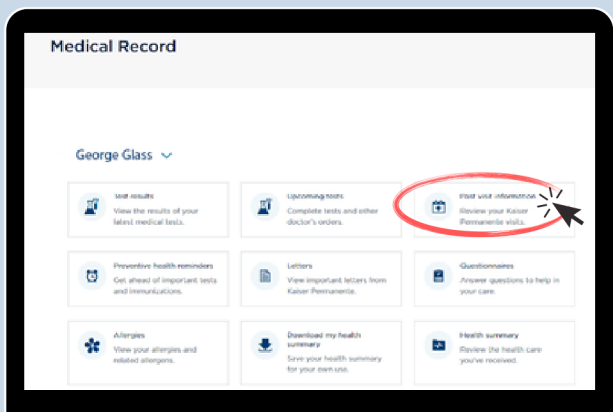 Medical Record
George Glass
Test results
View the results of your
latest medical tests.
Upcoming tests
Complete tests and other
doctor's orders.
Past visit information
Review your Kaiser
Permanente visits.
Preventive health reminders
Get ahead of important tests
and immunizations.
Letters
View important letters from
Kaiser Permanente.
Questionnaires
Answer questions to help in
your care.
Allergies
View your allergies and
related allergens.
Download my health
summary
Save your health summary
for your own use.
Health summary
Review the health care
you've received.